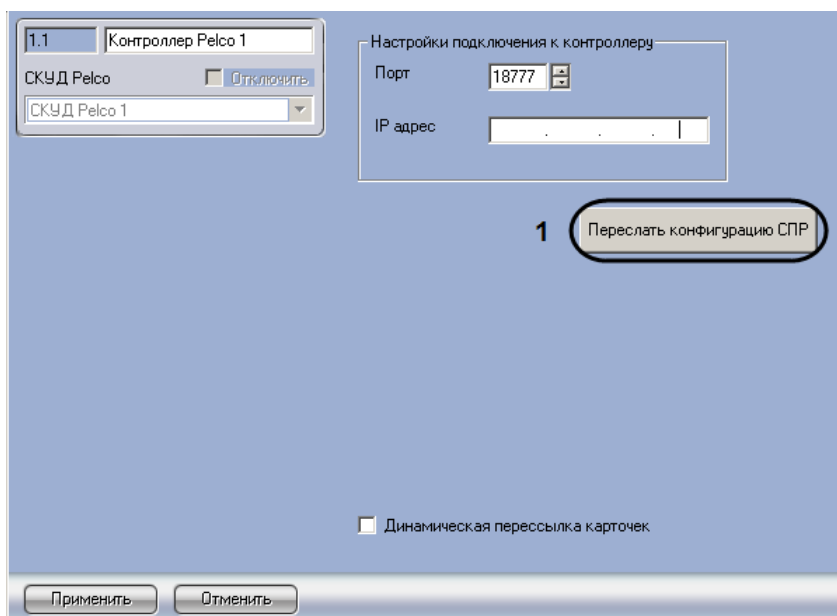 1.1 Контроллер Pelco 1
СКУД Pelco Отключить
СКУД Pelco 1
Настройки подключения к контроллеру
Порт 18777
IP адрес . . .
1 Переслать конфигурацию СПР
Динамическая перессылка карточек
Применить Отменить